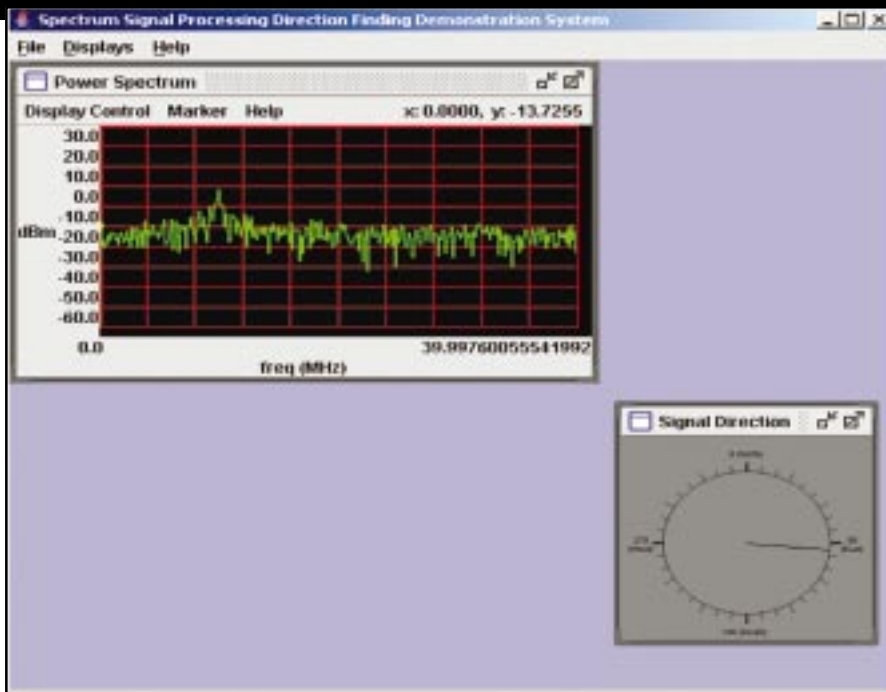 Spectrum Signal Processing Direction Finding Demonstration System
File Displays Help
Power Spectrum
Display Control Marker Help x: 0.0000, y: -13.7255
30.0
20.0
10.0
0.0
-10.0
dBm -20.0
-30.0
-40.0
-50.0
-60.0
0.0 39.99760055541992
freq (MHz)
Signal Direction